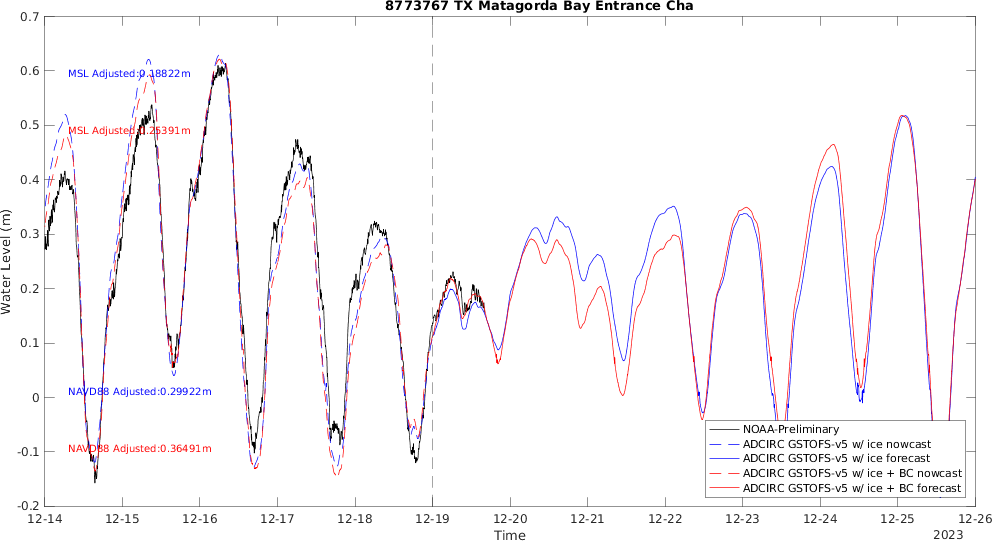 8773767 TX Matagorda Bay Entrance Cha
0.7
0.6
0.5
0.4
0.3
0.2
0.1
0
-0.1
-0.2
Water Level (m)
MSL Adjusted:0.18822m
MSL Adjusted:0.25391m
NAVD88 Adjusted:0.29922m
NAVD88 Adjusted:0.36491m
NOAA-Preliminary
ADCIRC GSTOFS-v5 w/ ice nowcast
ADCIRC GSTOFS-v5 w/ ice forecast
ADCIRC GSTOFS-v5 w/ ice + BC nowcast
ADCIRC GSTOFS-v5 w/ ice + BC forecast
12-14 12-15 12-16 12-17 12-18 12-19 12-20 12-21 12-22 12-23 12-24 12-25 12-26
Time
2023